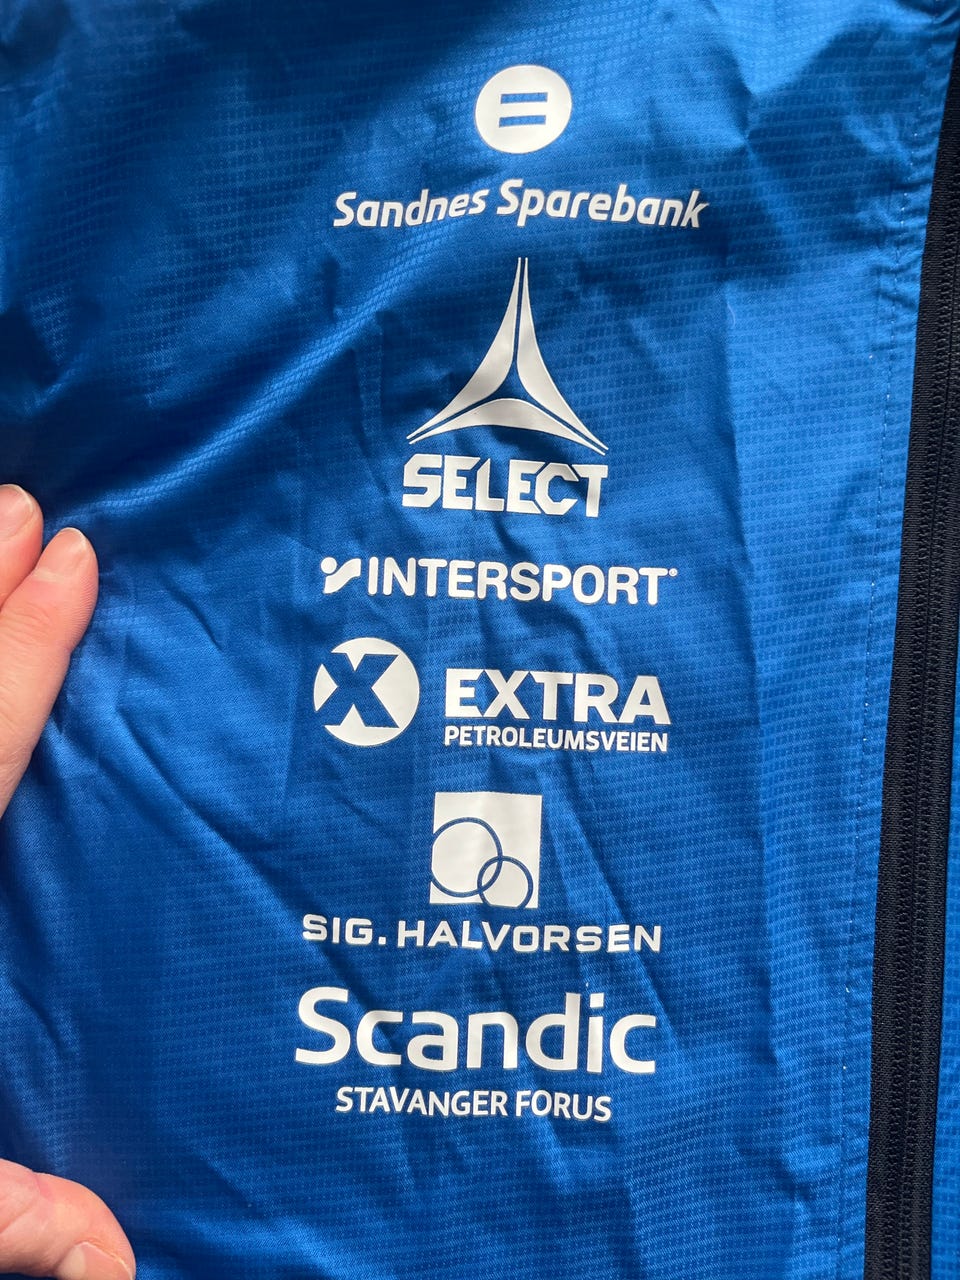 Sandnes Sparebank
SELECT
INTERSPORT
X EXTRA
PETROLEUMSVEIEN
SIG. HALVORSEN
Scandic
STAVANGER FORUS